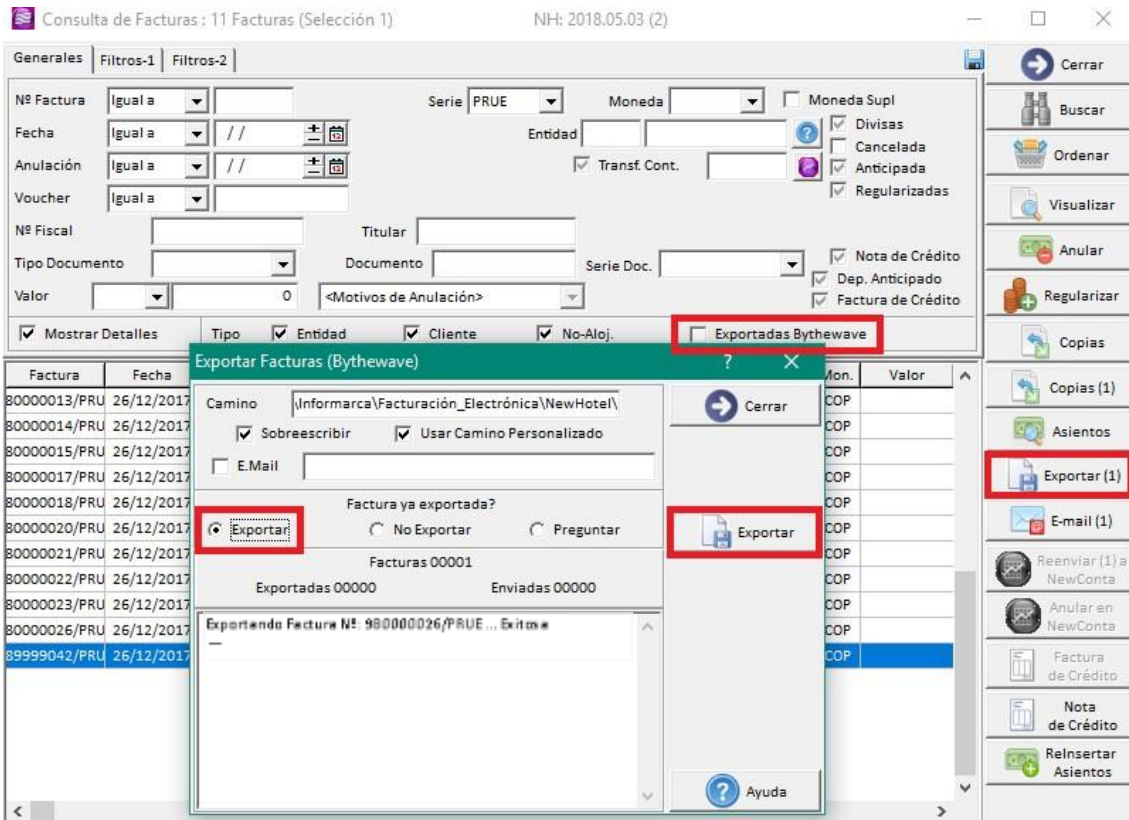 Consulta de Facturas : 11 Facturas (Selección 1) NH: 2018.05.03 (2)
Generales Filtros-1 Filtros-2
Cerrar
Nº Factura Igual a Serie PRUE Moneda Moneda Supl
Buscar
Fecha Igual a / / Entidad Divisas
Cancelada
Ordenar
Anulación Igual a / / Transf. Cont. Anticipada
Voucher Igual a Regularizadas
Visualizar
Nº Fiscal Titular
Tipo Documento Documento Serie Doc. Nota de Crédito
Anular
Dep. Anticipado
Valor 0 <Motivos de Anulación> Factura de Crédito
Regularizar
Mostrar Detalles Tipo Entidad Cliente No-Aloj. Exportadas Bythewave
Copias
Exportar Facturas (Bythewave) ? X
Factura Fecha Mon. Valor
Copias (1)
Asientos
Exportar (1)
E-mail (1)
Reenviar (1) a
NewConta
Anular en
NewConta
Factura
de Crédito
Nota
de Crédito
ReInsertar
Asientos
80000013/PRU 26/12/2017 COP
80000014/PRU 26/12/2017 COP
80000015/PRU 26/12/2017 COP
80000017/PRU 26/12/2017 COP
80000018/PRU 26/12/2017 COP
80000020/PRU 26/12/2017 COP
80000021/PRU 26/12/2017 COP
80000022/PRU 26/12/2017 COP
80000023/PRU 26/12/2017 COP
80000026/PRU 26/12/2017 COP
89999042/PRU 26/12/2017 COP
Camino \Informarca\Facturación_Electrónica\NewHotel\
Cerrar
Sobreescribir Usar Camino Personalizado
E.Mail
Factura ya exportada?
Exportar No Exportar Preguntar
Exportar
Facturas 00001
Exportadas 00000 Enviadas 00000
Exportando Factura Nº: 980000026/PRUE ...
Ayuda